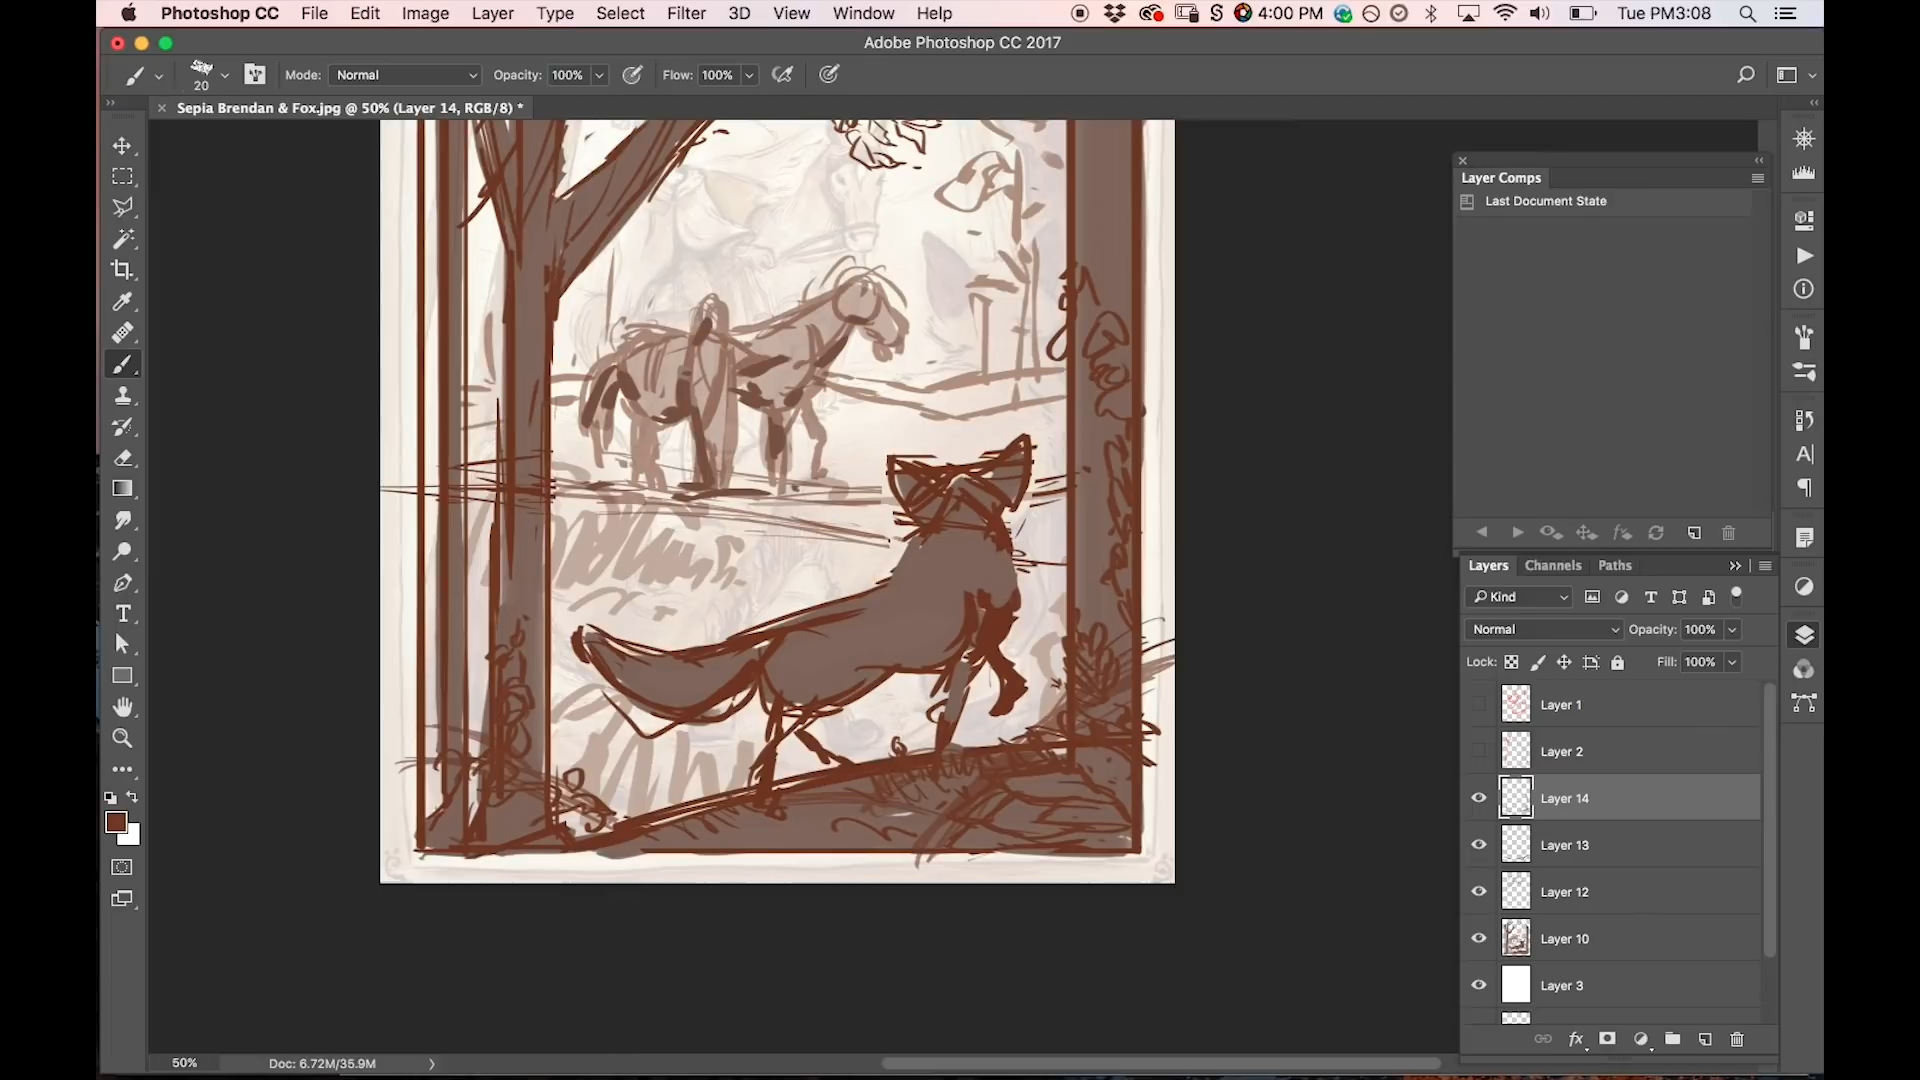 Photoshop CC File Edit Image Layer Type Select Filter 3D View Window Help 4:00 PM Tue PM3:08
Adobe Photoshop CC 2017
20 Mode: Normal Opacity: 100% Flow: 100%
Sepia Brendan & Fox.jpg @ 50% (Layer 14, RGB/8) *
Layer Comps
Last Document State
Layers Channels Paths
Kind
Normal Opacity: 100%
Lock: Fill: 100%
Layer 1
Layer 2
Layer 14
Layer 13
Layer 12
Layer 10
Layer 3
50% Doc: 6.72M/35.9M